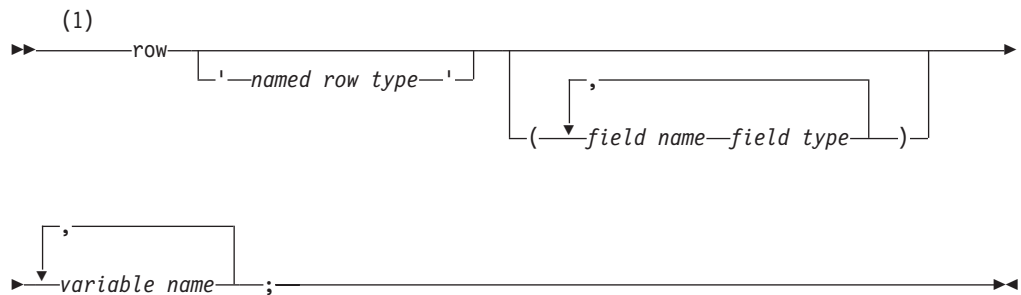 (1)
row
' named row type '
,
( field name field type )
,
variable name ;